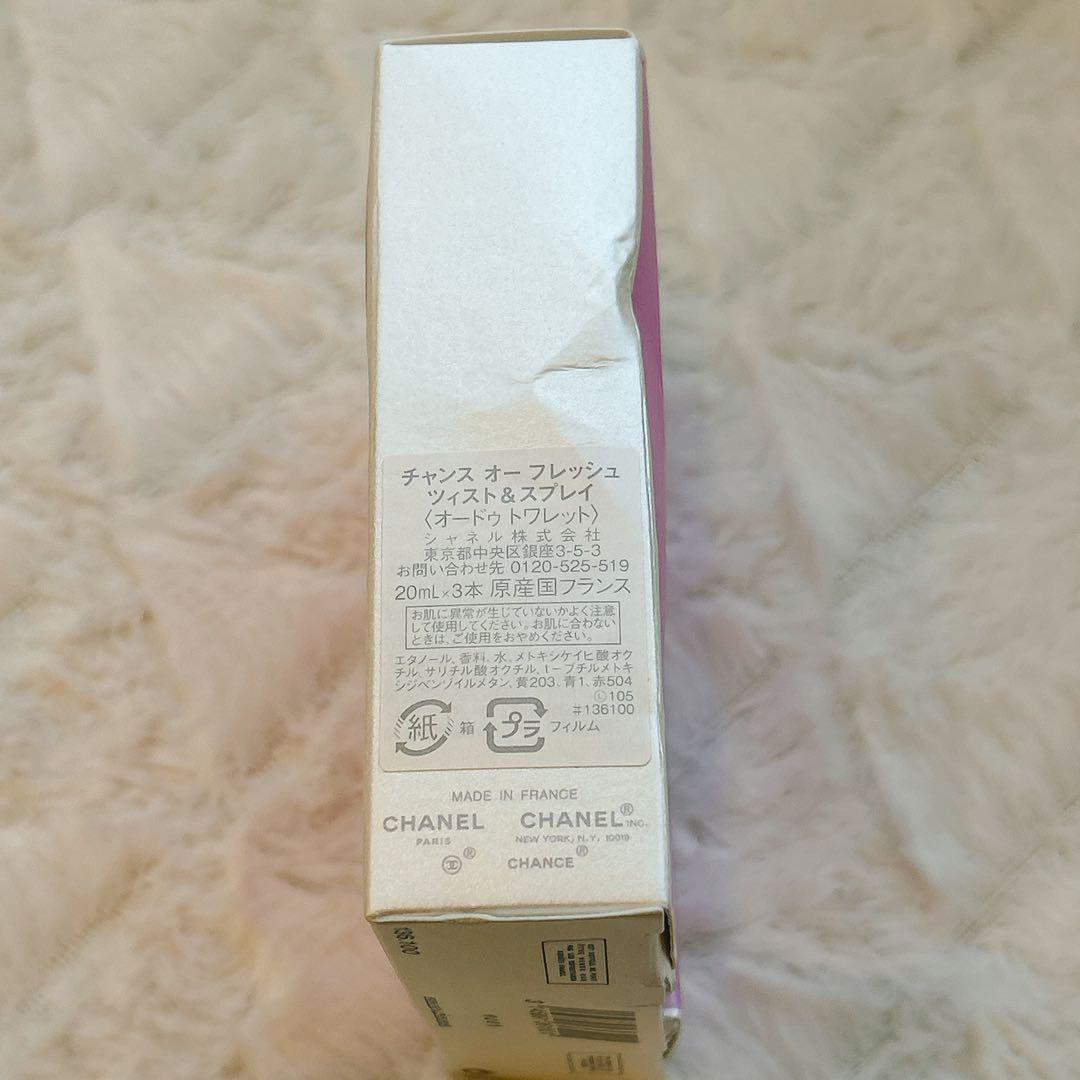 チャンス オー フレッシュ
ツィスト＆スプレイ
〈オードゥ トワレット〉
シャネル株式会社
東京都中央区銀座3-5-3
お問い合わせ先 0120-525-519
20mL×3本 原産国フランス
お肌に異常が生じていないかよく注意
して使用してください。お肌に合わない
ときは、ご使用をおやめください。
エタノール、香料、水、メトキシケイヒ酸オク
チル、サリチル酸オクチル、t－ブチルメトキ
シジベンゾイルメタン、黄203、青1、赤504
Ⓛ105
#136100
紙 箱 プラ フィルム
MADE IN FRANCE
CHANEL CHANEL® INC.
PARIS NEW YORK, N.Y. 10019
® CHANCE®
136.100